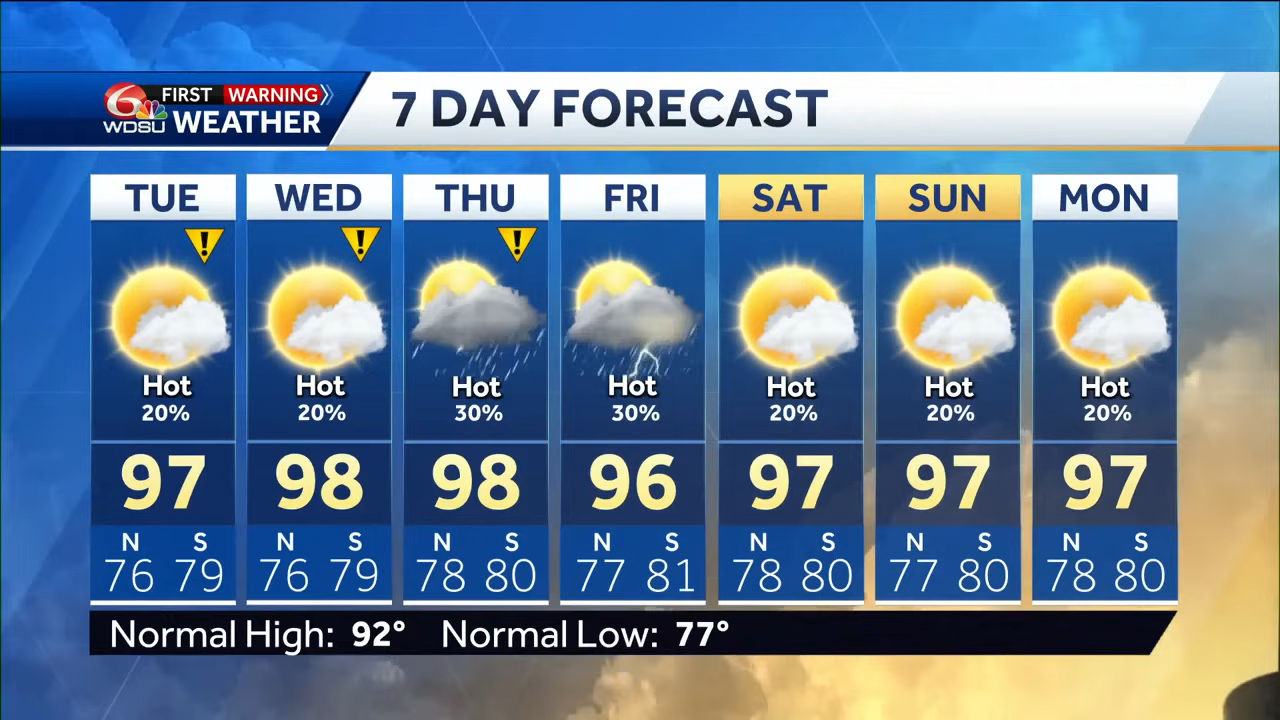 6 FIRST WARNING
WDSU WEATHER
7 DAY FORECAST
TUE WED THU FRI SAT SUN MON
! ! !
Hot Hot Hot Hot Hot Hot Hot
20% 20% 30% 30% 20% 20% 20%
97 98 98 96 97 97 97
N S N S N S N S N S N S N S
76 79 76 79 78 80 77 81 78 80 77 80 78 80
Normal High: 92° Normal Low: 77°